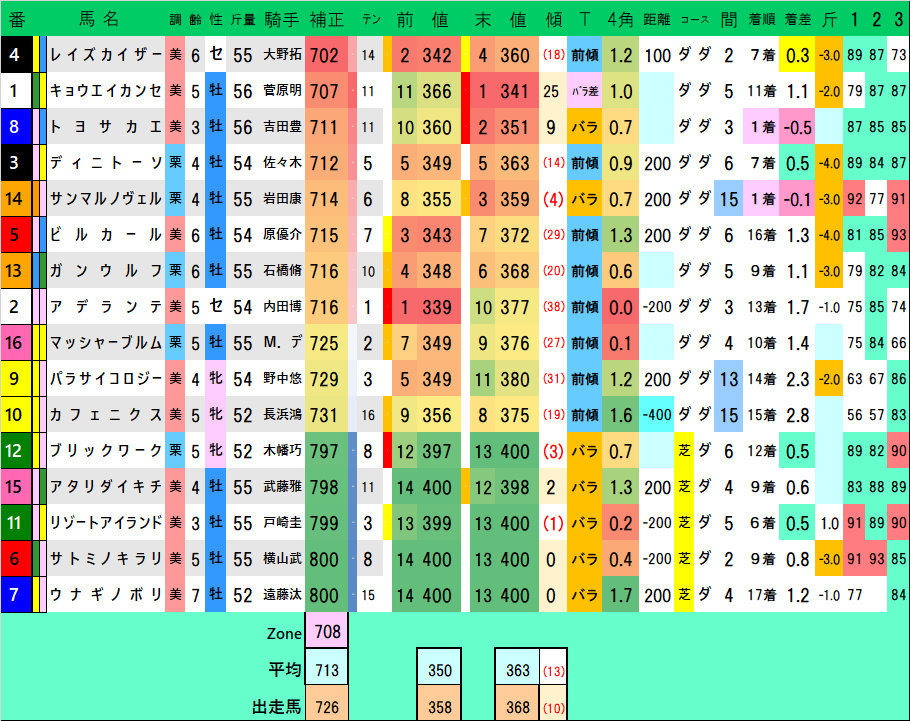 番 馬名 調 齢 性 斤量 騎手 補正 テン 前 値 末 値 傾 T 4角 距離 コース 間 着順 着差 斤 1 2 3
4 レイズカイザー 美 6 セ 55 大野拓 702 14 2 342 4 360 (18) 前傾 1.2 100 ダ ダ 2 7着 0.3 -3.0 89 87 73
1 キョウエイカンセ 美 5 牡 56 菅原明 707 11 11 366 1 341 25 バラ差 1.0 ダ ダ 5 11着 1.1 -2.0 79 87 87
8 トヨサカエ 美 3 牡 56 吉田豊 711 11 10 360 2 351 9 バラ 0.7 ダ ダ 3 1着 -0.5 87 85 85
3 ディニトーソ 栗 4 牡 54 佐々木 712 5 5 349 5 363 (14) 前傾 0.9 200 ダ ダ 6 7着 0.5 -4.0 89 84 87
14 サンマルノヴェル 栗 4 牡 55 岩田康 714 6 8 355 3 359 (4) バラ 0.7 200 ダ ダ 15 1着 -0.1 -3.0 92 77 91
5 ビルカール 美 6 牡 54 原優介 715 7 3 343 7 372 (29) 前傾 1.3 200 ダ ダ 6 16着 1.3 -4.0 81 85 93
13 ガンウルフ 栗 6 牡 55 石橋脩 716 10 4 348 6 368 (20) 前傾 0.6 ダ ダ 5 9着 1.1 -3.0 79 82 84
2 アデランテ 美 5 セ 54 内田博 716 1 1 339 10 377 (38) 前傾 0.0 -200 ダ ダ 3 13着 1.7 -1.0 75 85 74
16 マッシャーブルム 栗 5 牡 55 M.デ 725 2 7 349 9 376 (27) 前傾 0.1 ダ ダ 4 10着 1.4 75 84 66
9 パラサイコロジー 美 4 牝 54 野中悠 729 3 5 349 11 380 (31) 前傾 1.2 200 ダ ダ 13 14着 2.3 -2.0 63 67 86
10 カフェニクス 美 5 牝 52 長浜鴻 731 16 9 356 8 375 (19) 前傾 1.6 -400 ダ ダ 15 15着 2.8 56 57 83
12 ブリックワーク 栗 5 牝 52 木幡巧 797 8 12 397 13 400 (3) バラ 0.7 芝 ダ 6 12着 0.5 89 82 90
15 アタリダイキチ 美 4 牡 55 武藤雅 798 11 14 400 12 398 2 バラ 1.3 200 芝 ダ 4 9着 0.6 83 88 89
11 リゾートアイランド 美 3 牡 55 戸崎圭 799 3 13 399 13 400 (1) バラ 0.2 -200 芝 ダ 5 6着 0.5 1.0 91 89 90
6 サトミノキラリ 美 5 牡 55 横山武 800 8 14 400 13 400 0 バラ 0.4 -200 芝 ダ 2 9着 0.8 -3.0 91 93 85
7 ウナギノボリ 美 7 牡 52 遠藤汰 800 15 14 400 13 400 0 バラ 1.7 200 芝 ダ 4 17着 1.2 -1.0 77 84
Zone 708
平均 713 350 363 (13)
出走馬 726 358 368 (10)